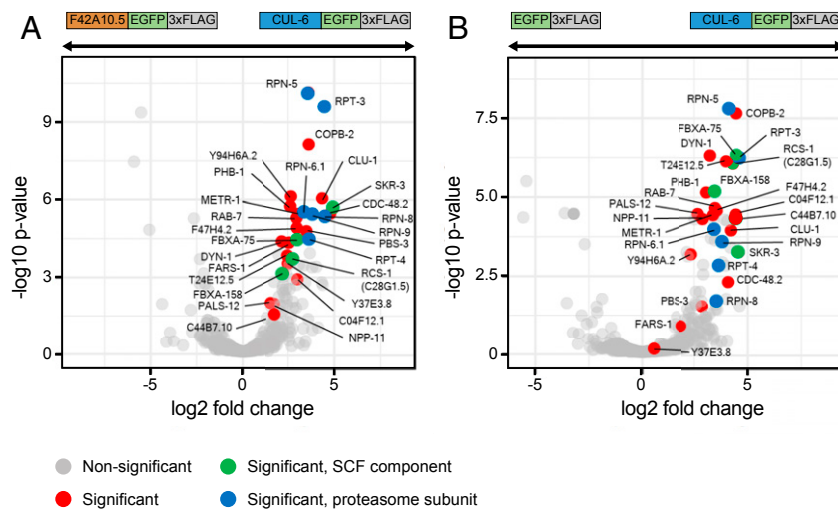 A
F42A10.5 EGFP 3xFLAG
CUL-6 EGFP 3xFLAG
-log10 p-value
9
6
3
0
-5
0
5
log2 fold change
RPN-5
RPT-3
COPB-2
Y94H6A.2
PHB-1
RPN-6.1
CLU-1
SKR-3
METR-1
CDC-48.2
RAB-7
RPN-8
F47H4.2
RPN-9
FBXA-75
PBS-3
DYN-1
RPT-4
FARS-1
RCS-1
(C28G1.5)
T24E12.5
FBXA-158
Y37E3.8
PALS-12
C04F12.1
C44B7.10
NPP-11
B
EGFP 3xFLAG
CUL-6 EGFP 3xFLAG
-log10 p-value
7.5
5.0
2.5
0
-5
0
5
log2 fold change
RPN-5
COPB-2
FBXA-75
RPT-3
DYN-1
RCS-1
(C28G1.5)
T24E12.5
PHB-1
FBXA-158
RAB-7
F47H4.2
PALS-12
C04F12.1
NPP-11
C44B7.10
METR-1
CLU-1
RPN-6.1
RPN-9
Y94H6A.2
SKR-3
RPT-4
CDC-48.2
PBS-3
RPN-8
FARS-1
Y37E3.8
Non-significant
Significant, SCF component
Significant
Significant, proteasome subunit